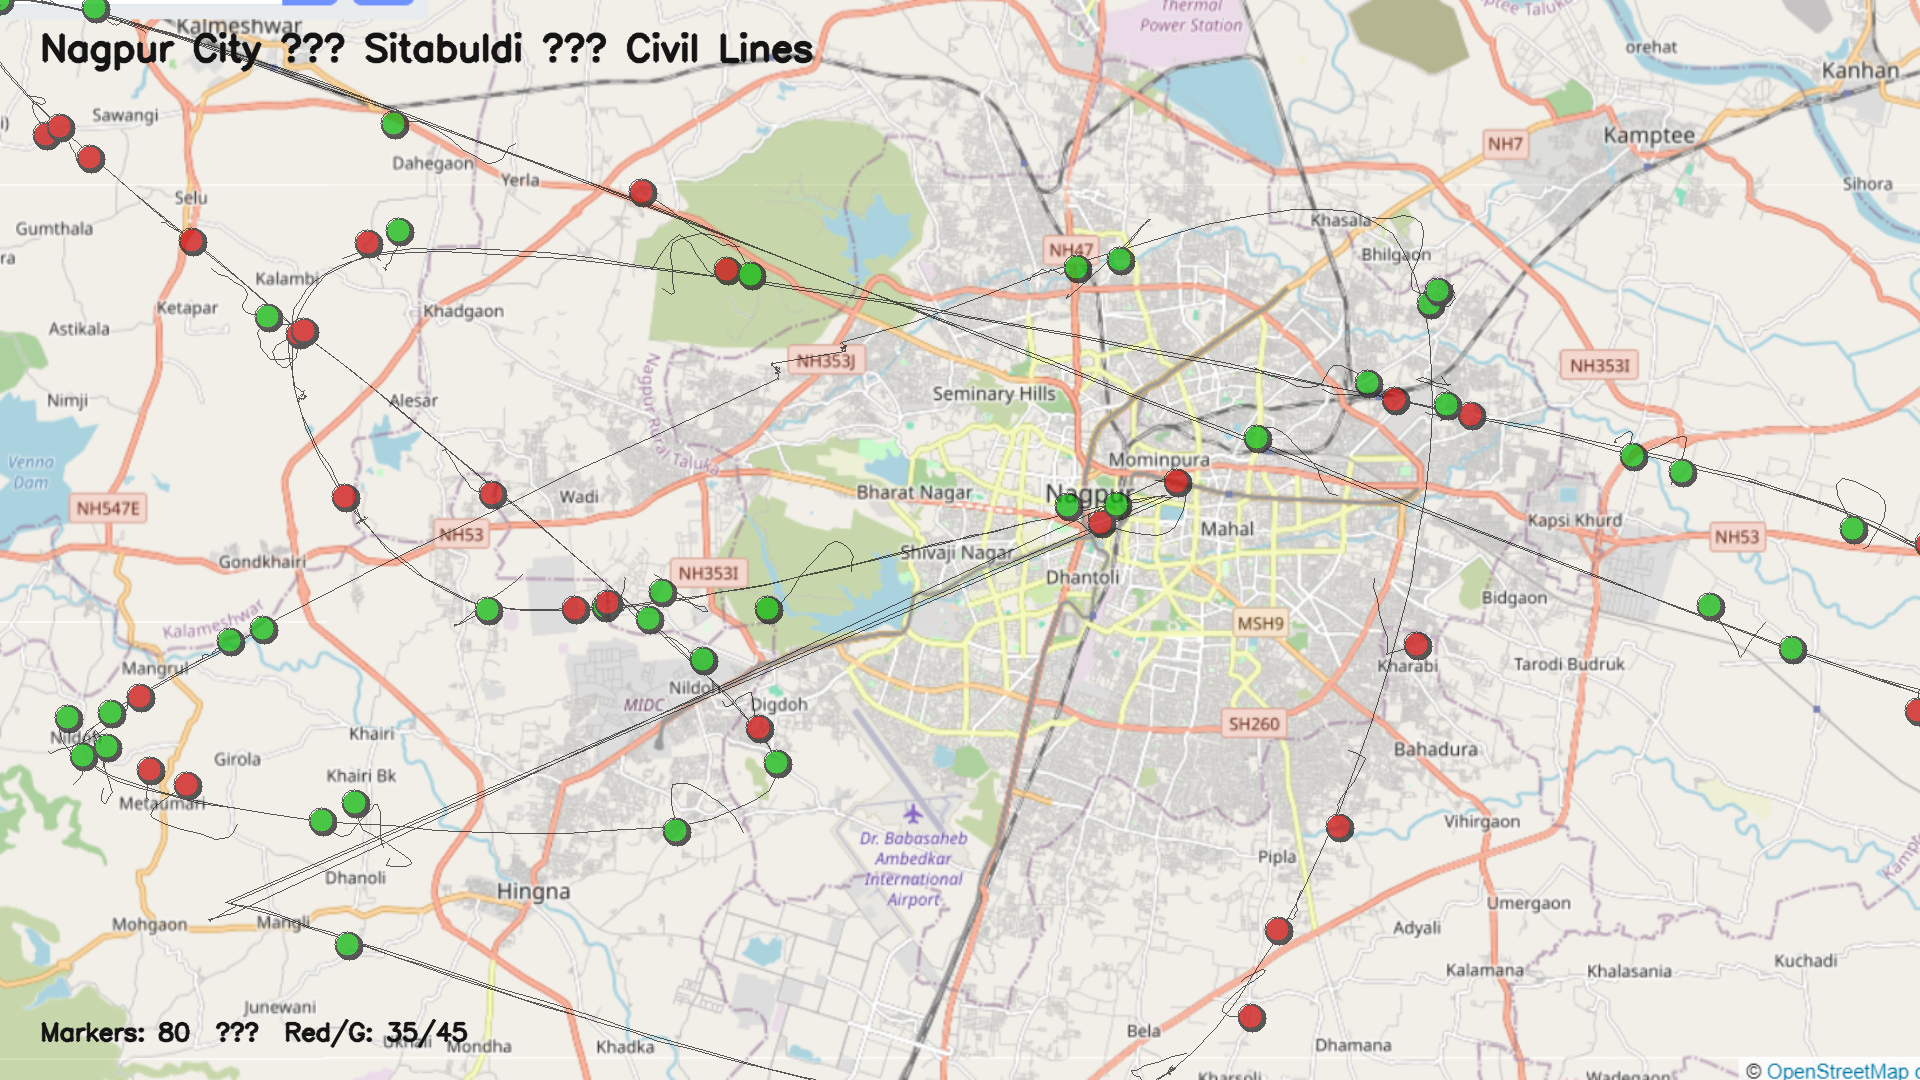 Kalmeshwar
Thermal
Power Station
ptee Taluka
orehat
Kanhan
Nagpur City ??? Sitabuldi ??? Civil Lines
Sawangi
i)
Dahegaon
Yerla
NH7
Kamptee
Sihora
Selu
Gumthala
ra
Khasala
NH47
Bhilgaon
Kalambi
Ketapar
Khadgaon
Astikala
NH353J
NH353I
Nagpur Rural Taluka
Seminary Hills
Nimji
Alesar
Venna
Dam
Mominpura
Wadi
Bharat Nagar
Nagpur
NH547E
NH53
Mahal
Kapsi Khurd
NH53
Gondkhairi
Shivaji Nagar
NH353I
Dhantoli
Bidgaon
Kalameshwar
MSH9
Mangrul
Kharabi
Tarodi Budruk
Nildoh
MIDC
Digdoh
Khairi
SH260
Bahadura
Girola
Khairi Bk
Metaumari
Dr. Babasaheb
Ambedkar
International
Airport
Vihirgaon
Pipla
Dhanoli
Hingna
Mohgaon
Mangli
Umergaon
Adyali
Kalamana
Khalasania
Kuchadi
Junewani
Markers: 80 ??? Red/G: 35/45
Mondha
Khadka
Bela
Dhamana
Kharsoli
Wadegaon
© OpenStreetMap c